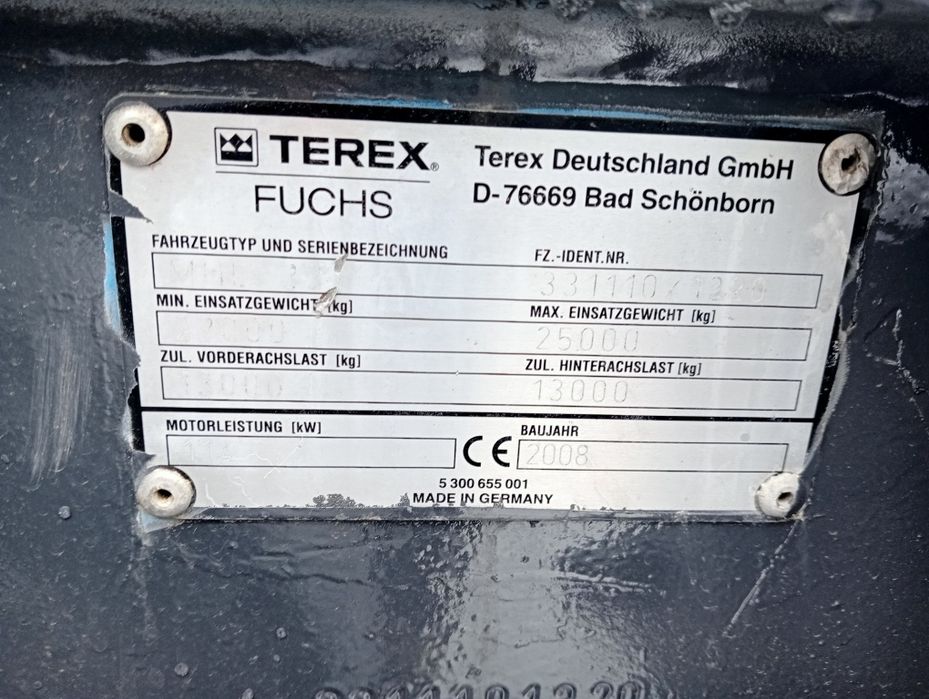 TEREX® Terex Deutschland GmbH
FUCHS D-76669 Bad Schönborn
FAHRZEUGTYP UND SERIENBEZEICHNUNG FZ.-IDENT.NR.
MIN. EINSATZGEWICHT [kg] MAX. EINSATZGEWICHT [kg]
25000
ZUL. VORDERACHSLAST [kg] ZUL. HINTERACHSLAST [kg]
13000 13000
MOTORLEISTUNG [kW] CE BAUJAHR
2008
5 300 655 001
MADE IN GERMANY